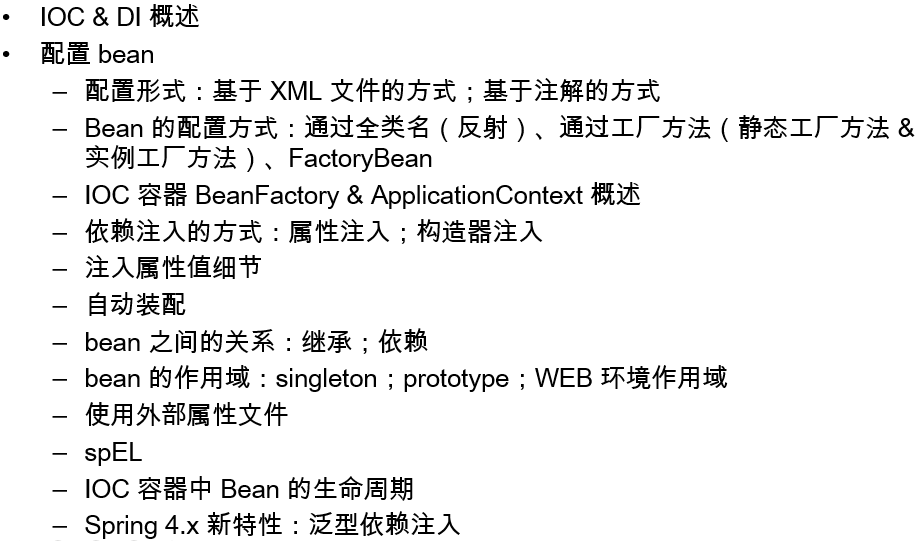 • IOC & DI 概述
• 配置 bean
– 配置形式：基于 XML 文件的方式；基于注解的方式
– Bean 的配置方式：通过全类名（反射）、通过工厂方法（静态工厂方法 &
实例工厂方法）、FactoryBean
– IOC 容器 BeanFactory & ApplicationContext 概述
– 依赖注入的方式：属性注入；构造器注入
– 注入属性值细节
– 自动装配
– bean 之间的关系：继承；依赖
– bean 的作用域：singleton；prototype；WEB 环境作用域
– 使用外部属性文件
– spEL
– IOC 容器中 Bean 的生命周期
– Spring 4.x 新特性：泛型依赖注入